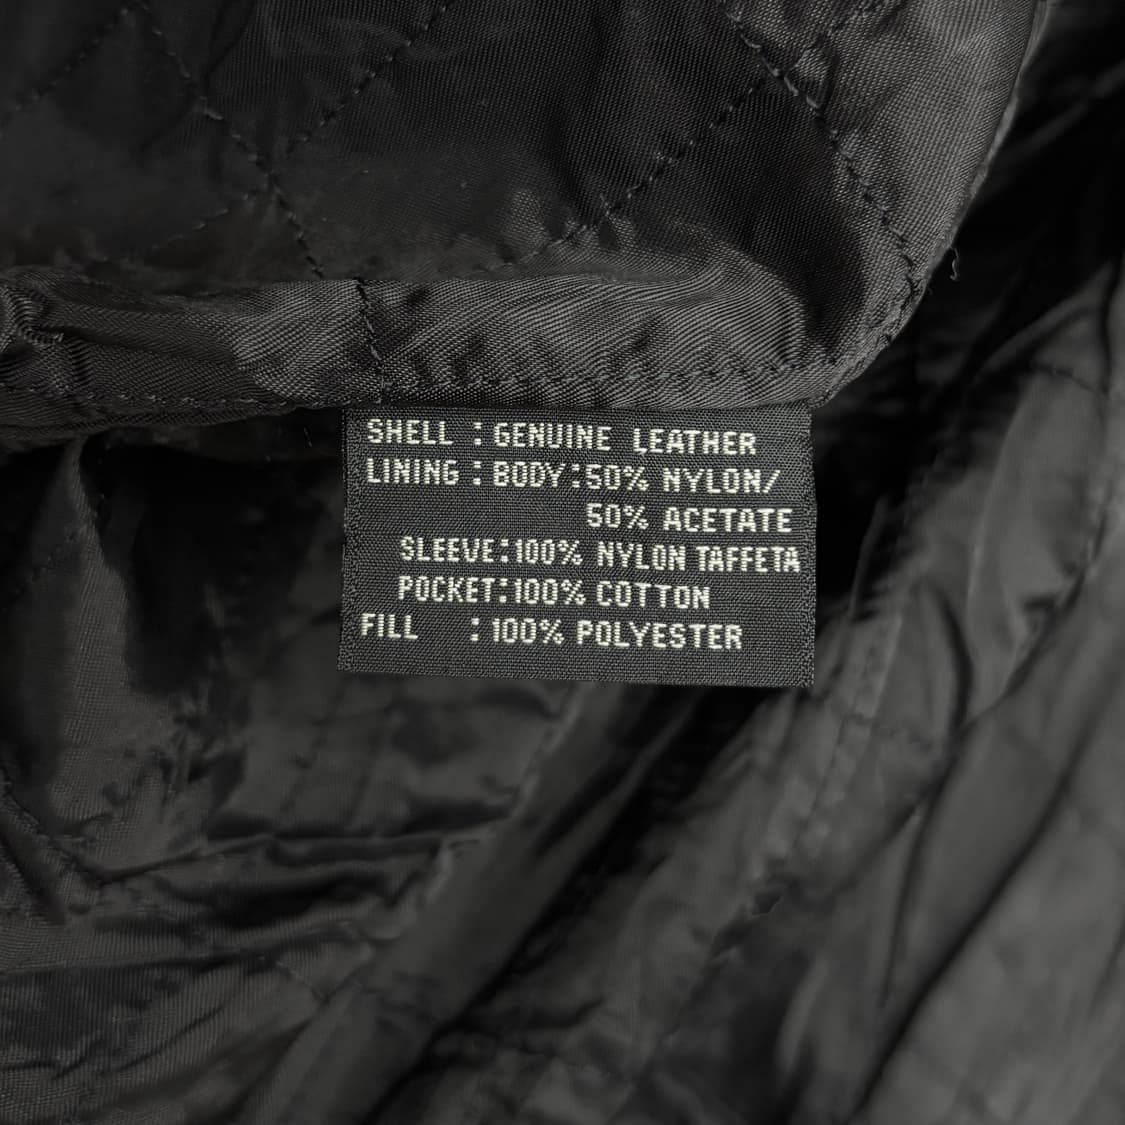 SHELL : GENUINE LEATHER
LINING : BODY:50% NYLON/
50% ACETATE
SLEEVE:100% NYLON TAFFETA
POCKET:100% COTTON
FILL : 100% POLYESTER